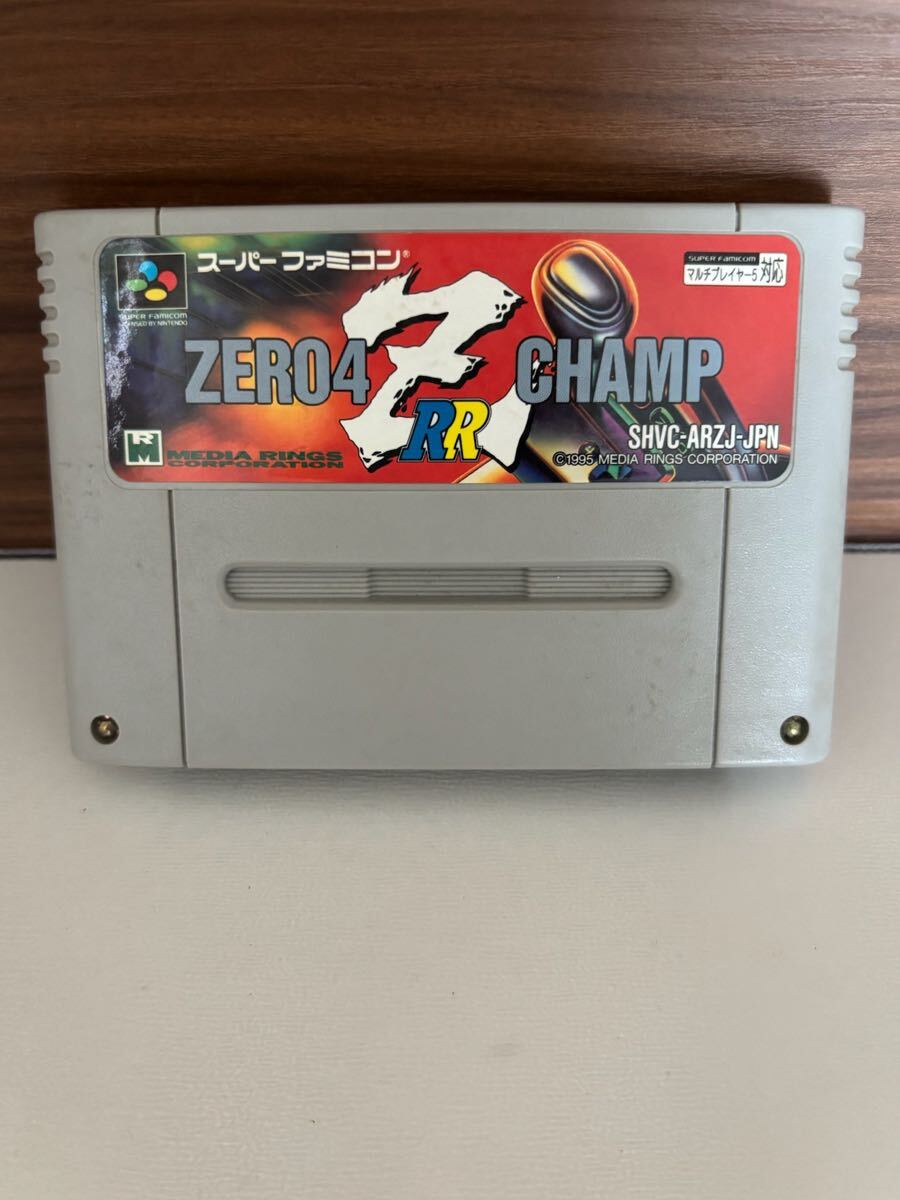 スーパーファミコン®
SUPER FAMICOM
マルチプレイヤー5 対応
SUPER FAMICOM
LICENSED BY NINTENDO
ZERO4 CHAMP
RR
Z
RM
MEDIA RINGS
CORPORATION
SHVC-ARZJ-JPN
©1995 MEDIA RINGS CORPORATION